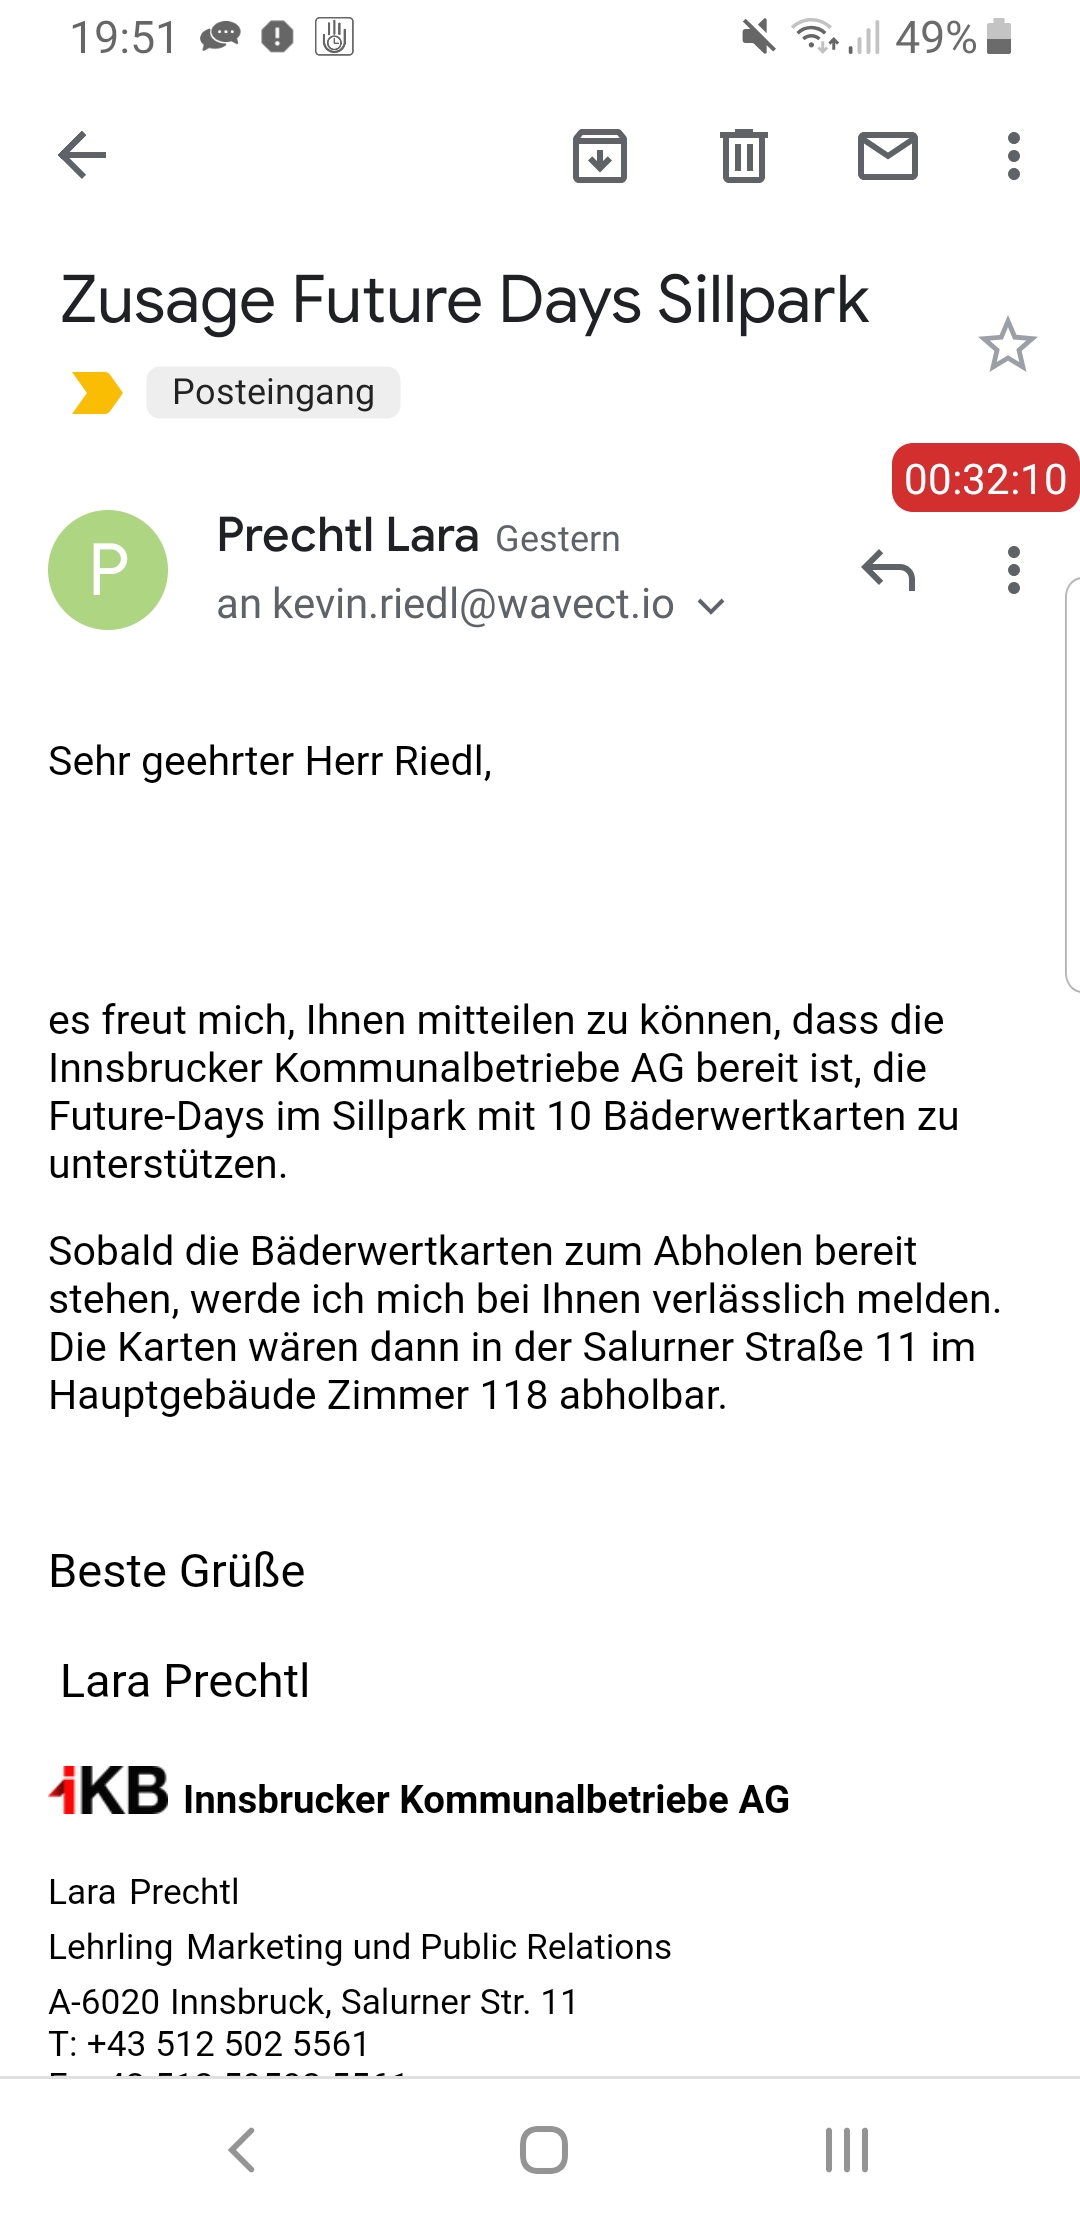 19:51
49%
Zusage Future Days Sillpark
Posteingang
00:32:10
P
Prechtl Lara Gestern
an kevin.riedl@wavect.io
Sehr geehrter Herr Riedl,
es freut mich, Ihnen mitteilen zu können, dass die
Innsbrucker Kommunalbetriebe AG bereit ist, die
Future-Days im Sillpark mit 10 Bäderwertkarten zu
unterstützen.
Sobald die Bäderwertkarten zum Abholen bereit
stehen, werde ich mich bei Ihnen verlässlich melden.
Die Karten wären dann in der Salurner Straße 11 im
Hauptgebäude Zimmer 118 abholbar.
Beste Grüße
Lara Prechtl
iKB Innsbrucker Kommunalbetriebe AG
Lara Prechtl
Lehrling Marketing und Public Relations
A-6020 Innsbruck, Salurner Str. 11
T: +43 512 502 5561